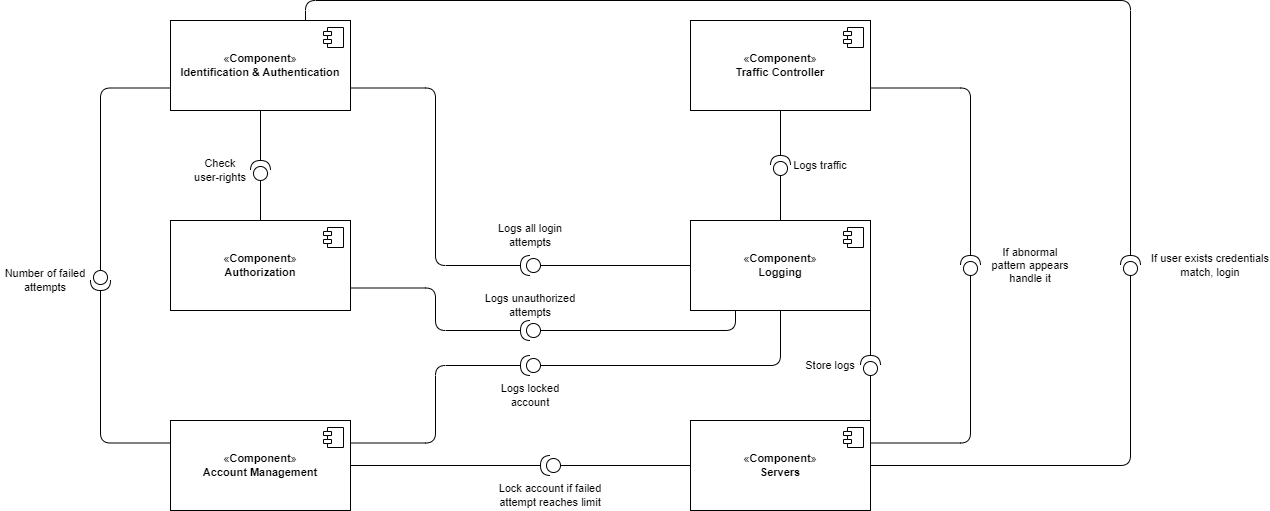 «Component»
Identification & Authentication
«Component»
Traffic Controller
Check
user-rights
Logs traffic
Logs all login
attempts
«Component»
Authorization
«Component»
Logging
If abnormal
pattern appears
handle it
If user exists credentials
match, login
Number of failed
attempts
Logs unauthorized
attempts
Store logs
Logs locked
account
«Component»
Account Management
«Component»
Servers
Lock account if failed
attempt reaches limit